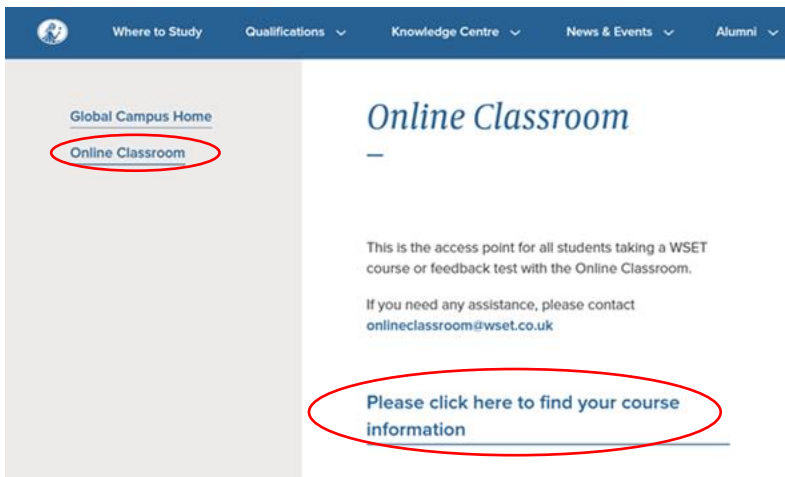 Where to Study Qualifications Knowledge Centre News & Events Alumni
Global Campus Home
Online Classroom
Online Classroom
This is the access point for all students taking a WSET
course or feedback test with the Online Classroom.
If you need any assistance, please contact
onlineclassroom@wset.co.uk
Please click here to find your course
information